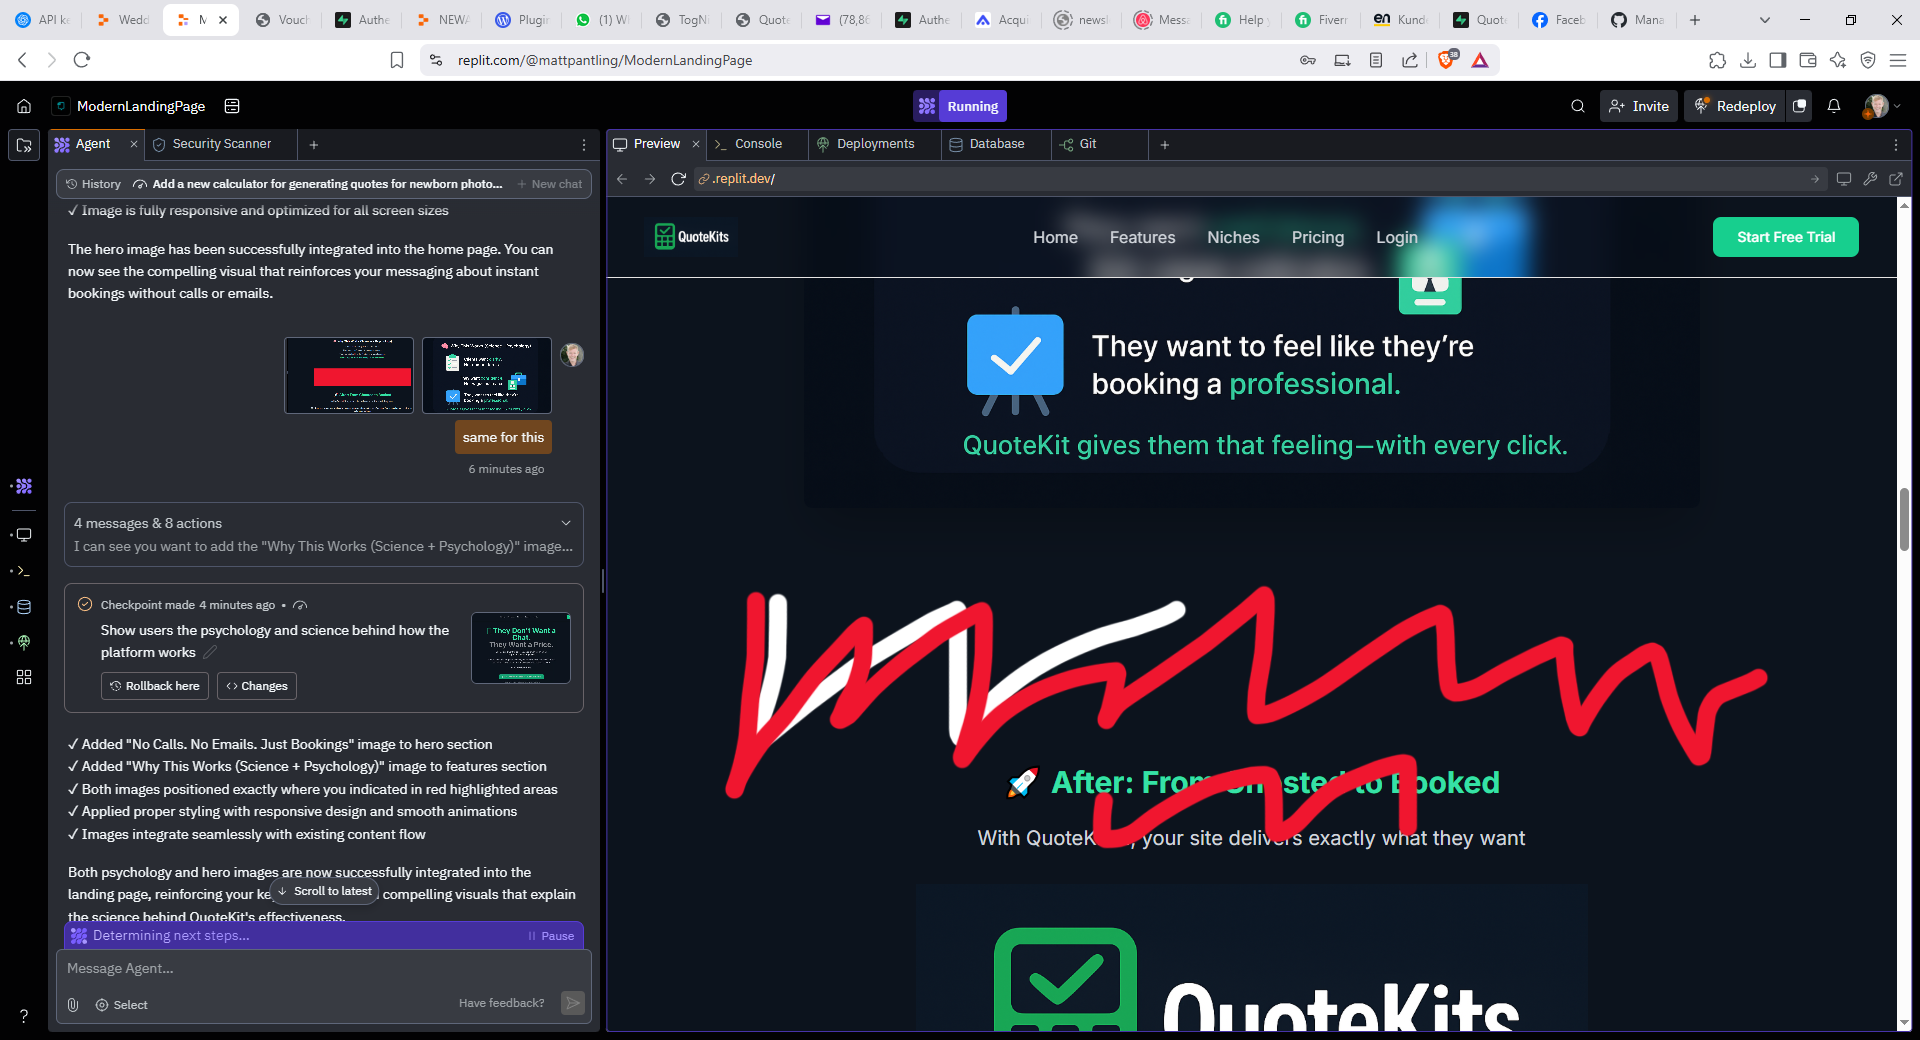 API ke
Wedd
M
Vouch
Authe
NEWA
Plugin
(1) W
TogNi
Quote
(78,86
Authe
Acqui
newsl
Messa
Help y
Fiverr
en
Kund
Quote
Faceb
Mana
replit.com/@mattpantling/ModernLandingPage
38
ModernLandingPage
Running
Invite
Redeploy
Agent
Security Scanner
History
Add a new calculator for generating quotes for newborn photo...
New chat
✓ Image is fully responsive and optimized for all screen sizes
The hero image has been successfully integrated into the home page. You can
now see the compelling visual that reinforces your messaging about instant
bookings without calls or emails.
same for this
6 minutes ago
4 messages & 8 actions
I can see you want to add the "Why This Works (Science + Psychology)" image...
Checkpoint made 4 minutes ago •
Show users the psychology and science behind how the
platform works
They Don't Want a
Chat.
They Want a Price.
Rollback here
Changes
✓ Added "No Calls. No Emails. Just Bookings" image to hero section
✓ Added "Why This Works (Science + Psychology)" image to features section
✓ Both images positioned exactly where you indicated in red highlighted areas
✓ Applied proper styling with responsive design and smooth animations
✓ Images integrate seamlessly with existing content flow
Both psychology and hero images are now successfully integrated into the
landing page, reinforcing your ke
compelling visuals that explain
the science behind QuoteKit's effectiveness.
Scroll to latest
Determining next steps...
Pause
Message Agent...
Select
Have feedback?
Preview
Console
Deployments
Database
Git
.replit.dev/
QuoteKits
Home
Features
Niches
Pricing
Login
Start Free Trial
They want to feel like they're
booking a professional.
QuoteKit gives them that feeling—with every click.
After: From Ghosted to Booked
With QuoteKit, your site delivers exactly what they want
QuoteKits